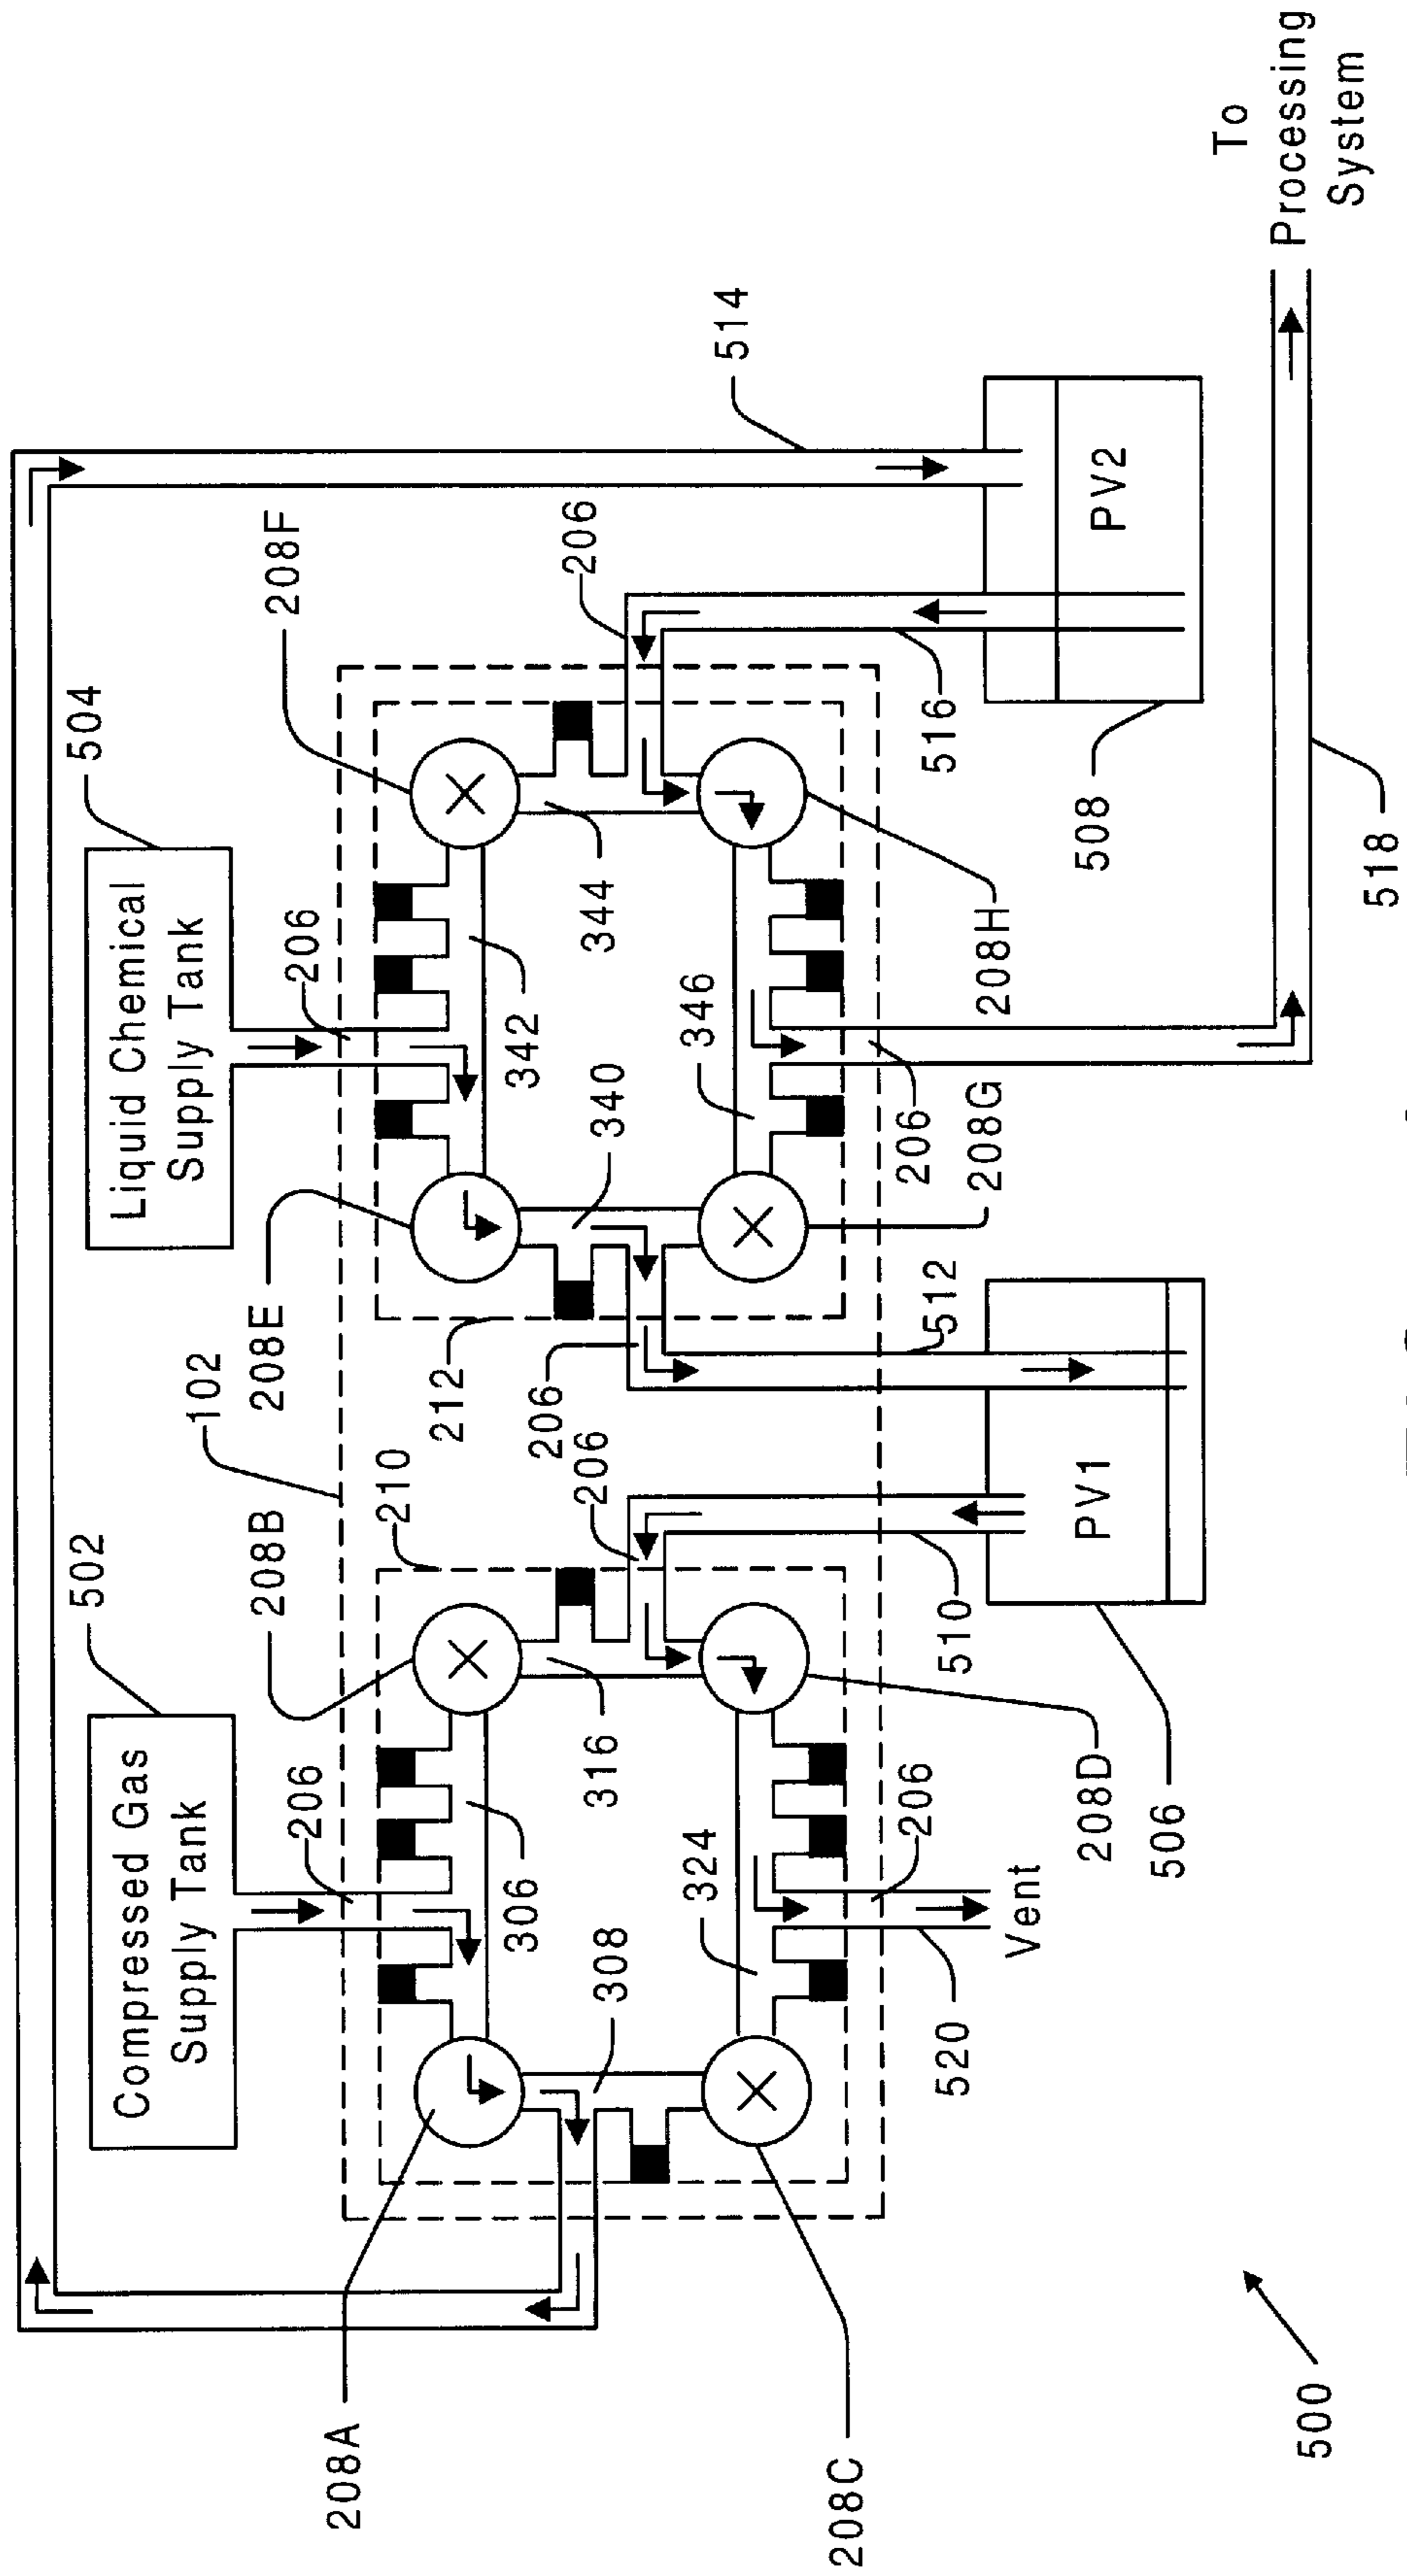 502
Compressed Gas
Supply Tank
504
Liquid Chemical
Supply Tank
208A
206
208B
210
102
208E
212
206
208F
306
308
316
206
206
342
340
344
206
514
324
346
208C
520
Vent
206
208D
510
506
PV1
512
208G
206
208H
516
508
PV2
518
To
Processing
System
500